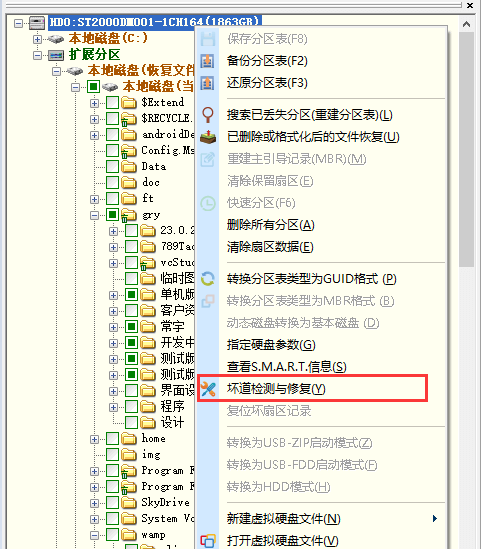 HD0:ST2000DM001-1CH164(1863GB)
本地磁盘(C:)
扩展分区
本地磁盘(恢复文件
本地磁盘(当
$Extend
$RECYCLE.
androidDe
Config.Ms
Data
doc
ft
gry
23.0.2
789Tac
vcStu
临时图
单机版
客户资
常宇
开发中
测试版
测试版
界面设
程序
设计
home
img
Program F
Program F
SkyDrive
System Vo
wamp
保存分区表(F8)
备份分区表(F2)
还原分区表(F3)
搜索已丢失分区(重建分区表)(L)
已删除或格式化后的文件恢复(U)
重建主引导记录(MBR)(M)
清除保留扇区(E)
快速分区(F6)
删除所有分区(A)
清除扇区数据(E)
转换分区表类型为GUID格式 (P)
转换分区表类型为MBR格式 (B)
动态磁盘转换为基本磁盘 (D)
指定硬盘参数(G)
查看S.M.A.R.T.信息(S)
坏道检测与修复(Y)
复位坏扇区记录
转换为USB-ZIP启动模式(Z)
转换为USB-FDD启动模式(F)
转换为HDD模式(H)
新建虚拟硬盘文件(N)
打开虚拟硬盘文件(V)